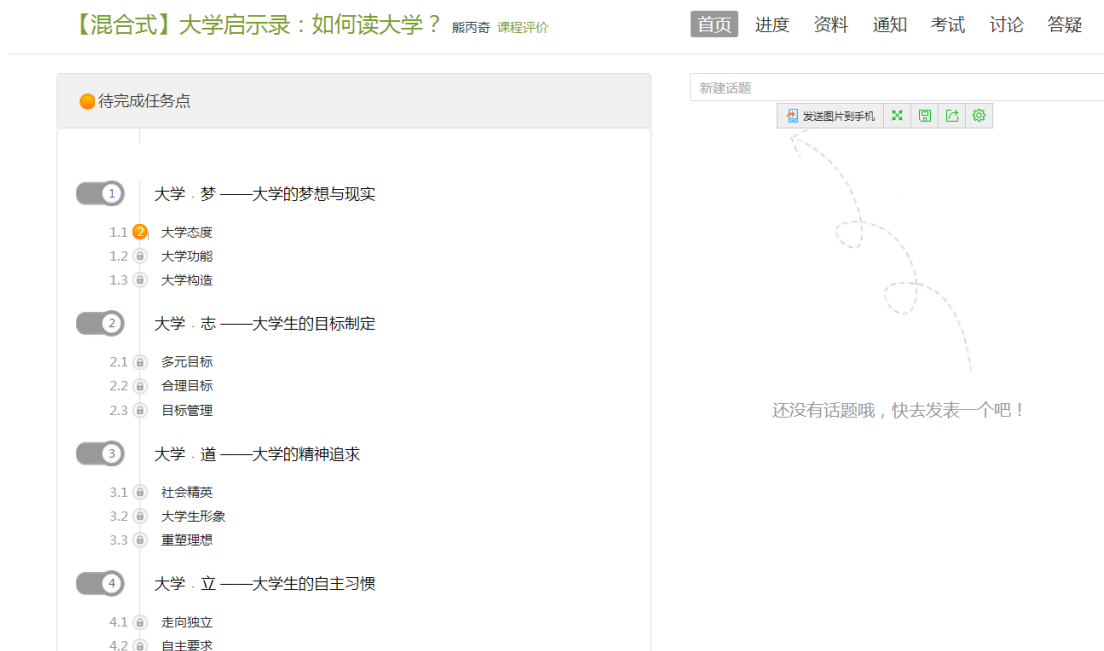 【混合式】大学启示录：如何读大学？ 熊丙奇 课程评价
首页 进度 资料 通知 考试 讨论 答疑
待完成任务点
新建话题
发送图片到手机
1 大学．梦 ——大学的梦想与现实
1.1 2 大学态度
1.2 大学功能
1.3 大学构造
2 大学．志 ——大学生的目标制定
2.1 多元目标
2.2 合理目标
2.3 目标管理
3 大学．道 ——大学的精神追求
3.1 社会精英
3.2 大学生形象
3.3 重塑理想
4 大学．立 ——大学生的自主习惯
4.1 走向独立
4.2 自主要求
还没有话题哦，快去发表一个吧！